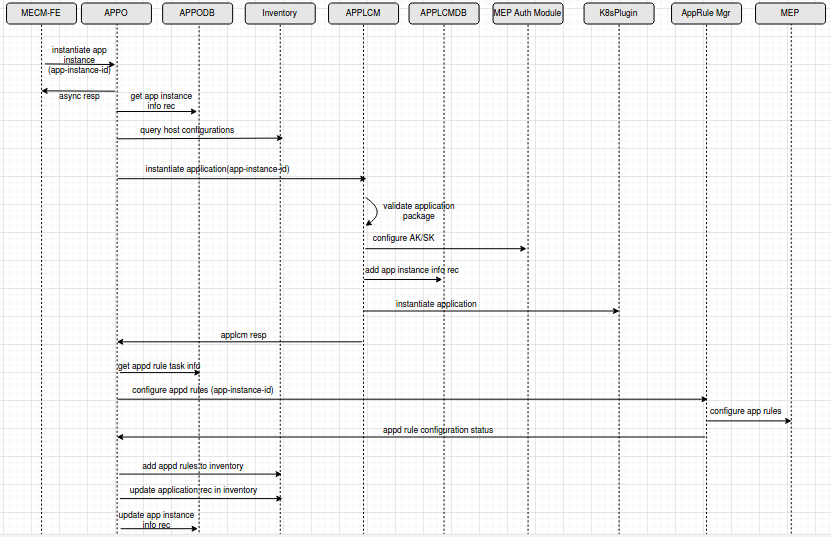 MECM-FE
APPO
APPODB
Inventory
APPLCM
APPLCMDB
MEP Auth Module
K8sPlugin
AppRule Mgr
MEP
instantiate app
instance
(app-instance-id)
async resp
get app instance
info rec
query host configurations
instantiate application(app-instance-id)
validate application
package
configure AK/SK
add app instance info rec
instantiate application
applcm resp
get appd rule task info
configure appd rules (app-instance-id)
configure app rules
appd rule configuration status
add appd rules to inventory
update application rec in inventory
update app instance
info rec